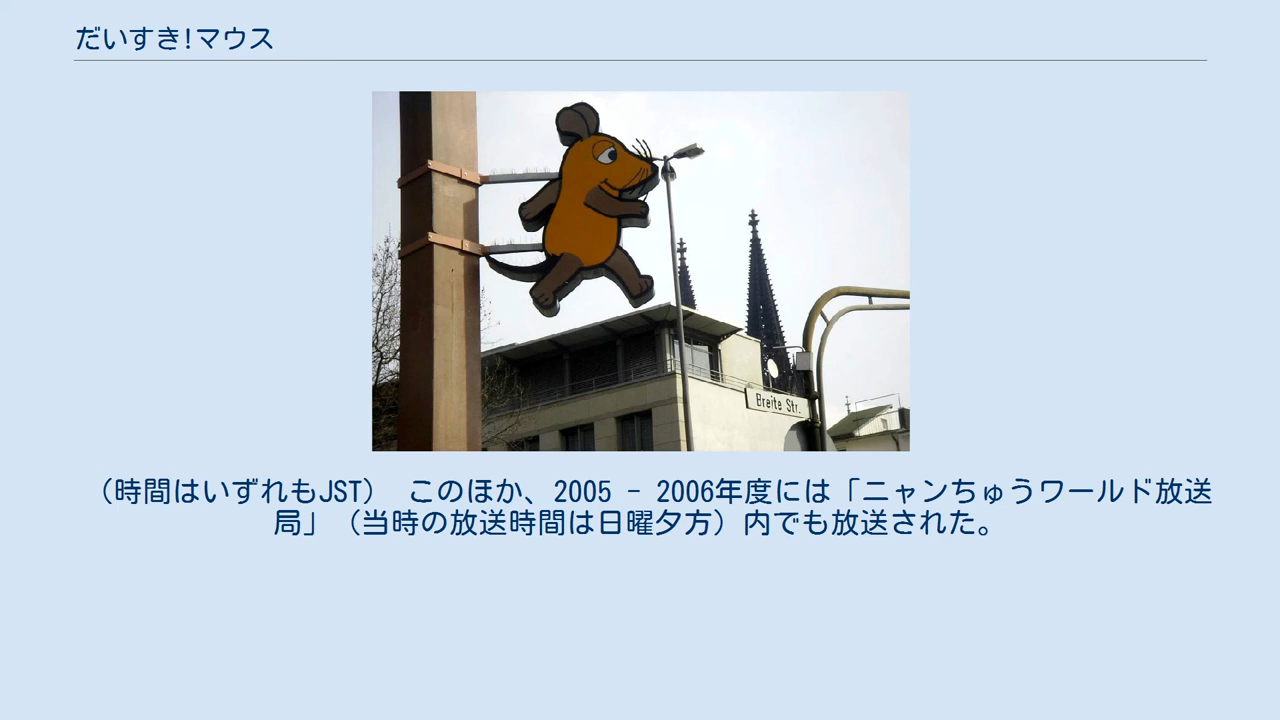 だいすき!マウス
Breite Str.
（時間はいずれもJST） このほか、2005 - 2006年度には「ニャンちゅうワールド放送
局」（当時の放送時間は日曜夕方）内でも放送された。